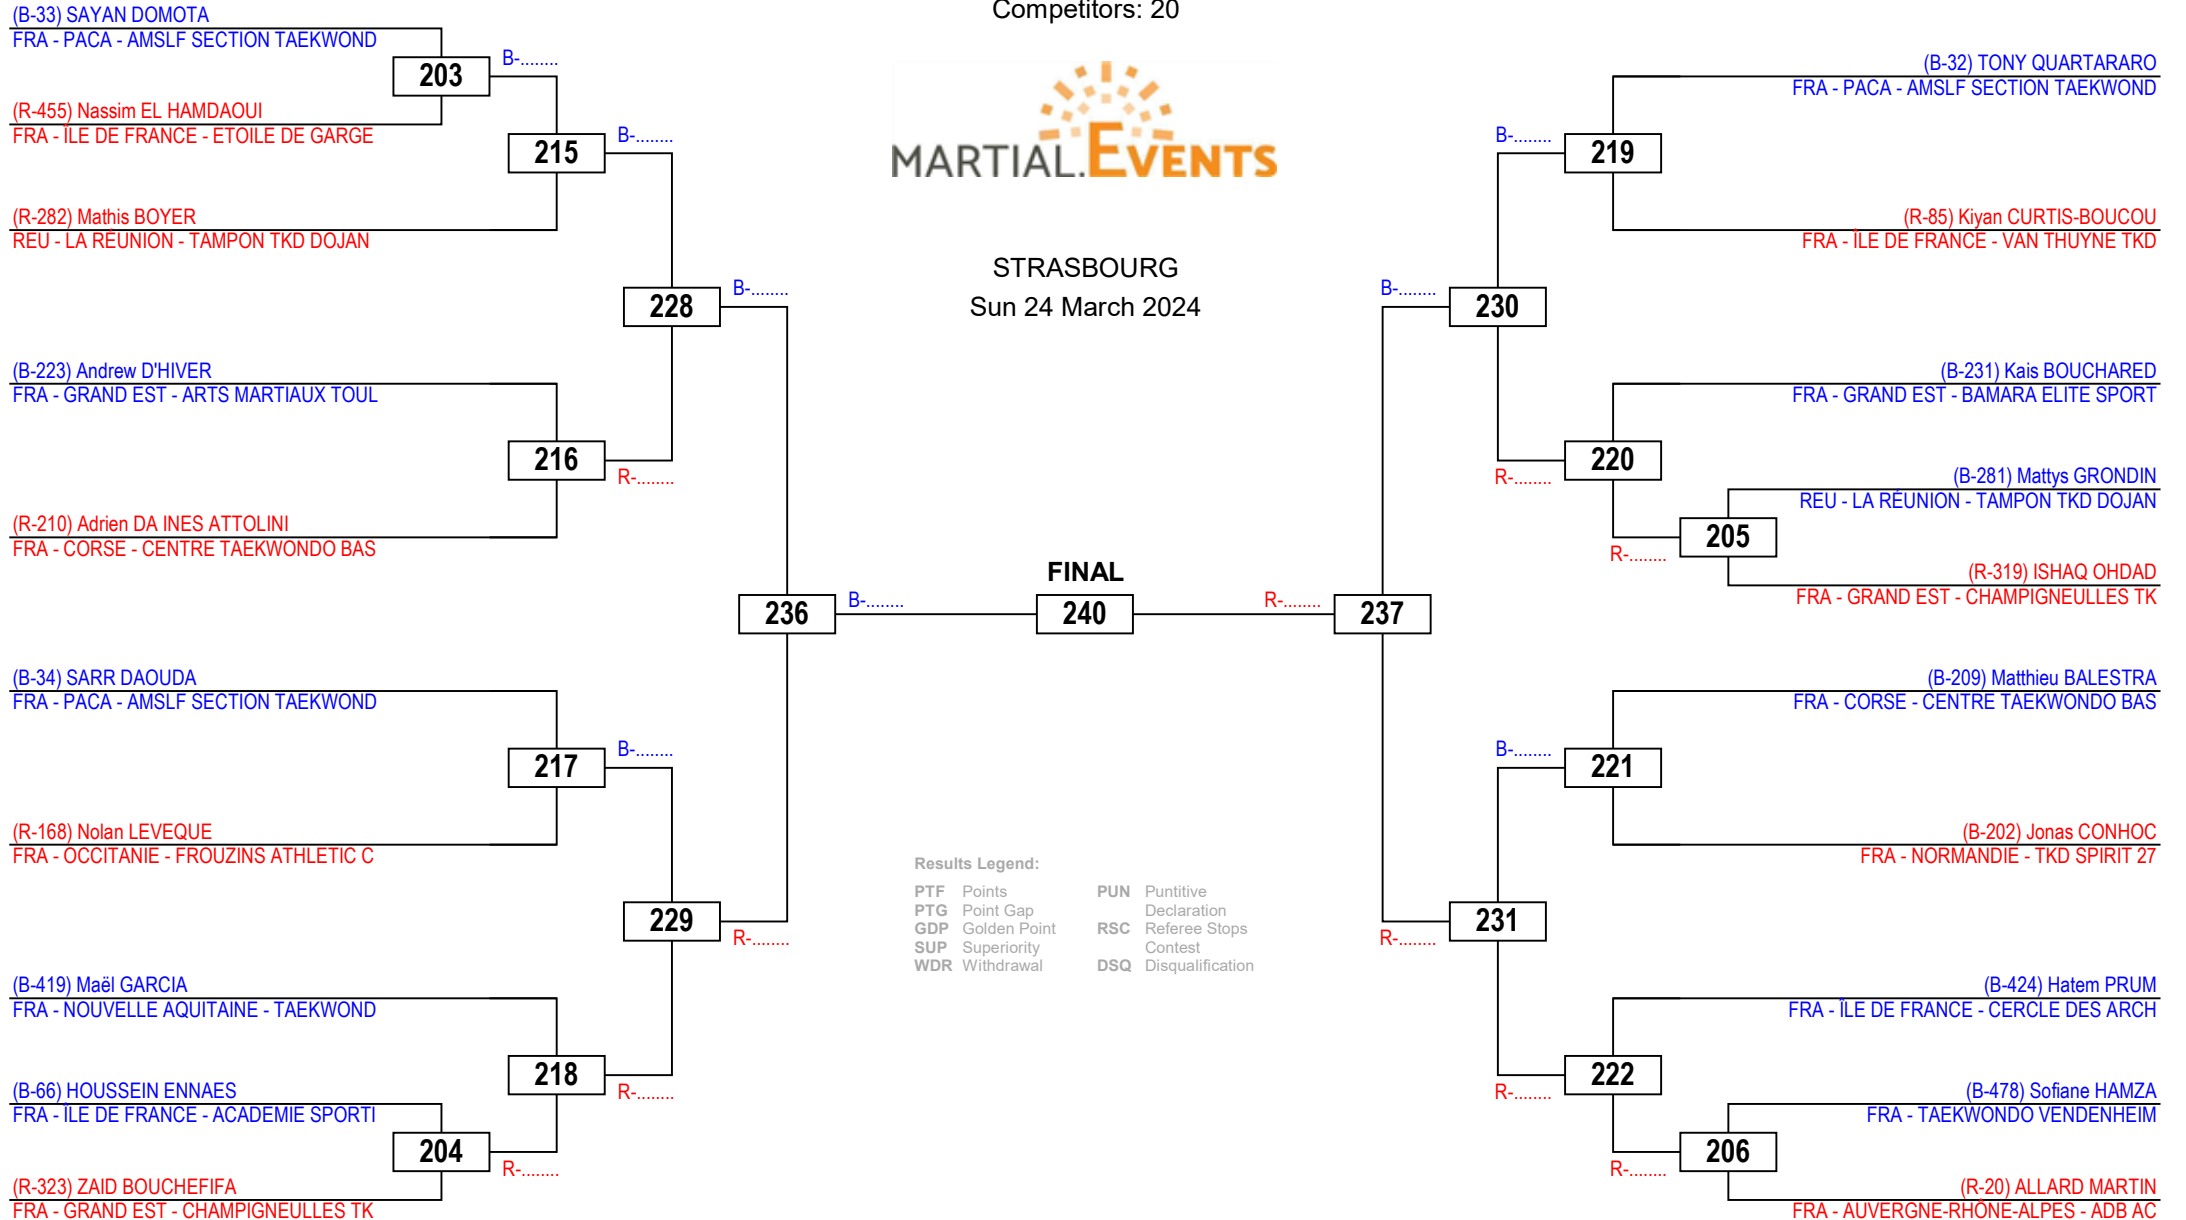 Competitors: 20
MARTIAL.EVENTS
STRASBOURG
Sun 24 March 2024
(B-33) SAYAN DOMOTA
FRA - PACA - AMSLF SECTION TAEKWOND
203
B-........
(R-455) Nassim EL HAMDAOUI
FRA - ÎLE DE FRANCE - ETOILE DE GARGE
215
B-........
(R-282) Mathis BOYER
REU - LA RÉUNION - TAMPON TKD DOJAN
228
B-........
(B-223) Andrew D'HIVER
FRA - GRAND EST - ARTS MARTIAUX TOUL
216
R-........
(R-210) Adrien DA INES ATTOLINI
FRA - CORSE - CENTRE TAEKWONDO BAS
236
B-........
(B-34) SARR DAOUDA
FRA - PACA - AMSLF SECTION TAEKWOND
217
B-........
(R-168) Nolan LEVEQUE
FRA - OCCITANIE - FROUZINS ATHLETIC C
229
R-........
(B-419) Maël GARCIA
FRA - NOUVELLE AQUITAINE - TAEKWOND
218
R-........
(B-66) HOUSSEIN ENNAES
FRA - ÎLE DE FRANCE - ACADEMIE SPORTI
204
R-........
(R-323) ZAID BOUCHEFIFA
FRA - GRAND EST - CHAMPIGNEULLES TK
FINAL
240
Results Legend:
PTF Points
PTG Point Gap
GDP Golden Point
SUP Superiority
WDR Withdrawal
PUN Puntitive
Declaration
RSC Referee Stops
Contest
DSQ Disqualification
(B-32) TONY QUARTARARO
FRA - PACA - AMSLF SECTION TAEKWOND
B-........
219
(R-85) Kiyan CURTIS-BOUCOU
FRA - ÎLE DE FRANCE - VAN THUYNE TKD
B-........
230
(B-231) Kais BOUCHARED
FRA - GRAND EST - BAMARA ELITE SPORT
R-........
220
(B-281) Mattys GRONDIN
REU - LA RÉUNION - TAMPON TKD DOJAN
R-........
205
(R-319) ISHAQ OHDAD
FRA - GRAND EST - CHAMPIGNEULLES TK
R-........
237
(B-209) Matthieu BALESTRA
FRA - CORSE - CENTRE TAEKWONDO BAS
B-........
221
(B-202) Jonas CONHOC
FRA - NORMANDIE - TKD SPIRIT 27
R-........
231
(B-424) Hatem PRUM
FRA - ÎLE DE FRANCE - CERCLE DES ARCH
R-........
222
(B-478) Sofiane HAMZA
FRA - TAEKWONDO VENDENHEIM
R-........
206
(R-20) ALLARD MARTIN
FRA - AUVERGNE-RHÔNE-ALPES - ADB AC